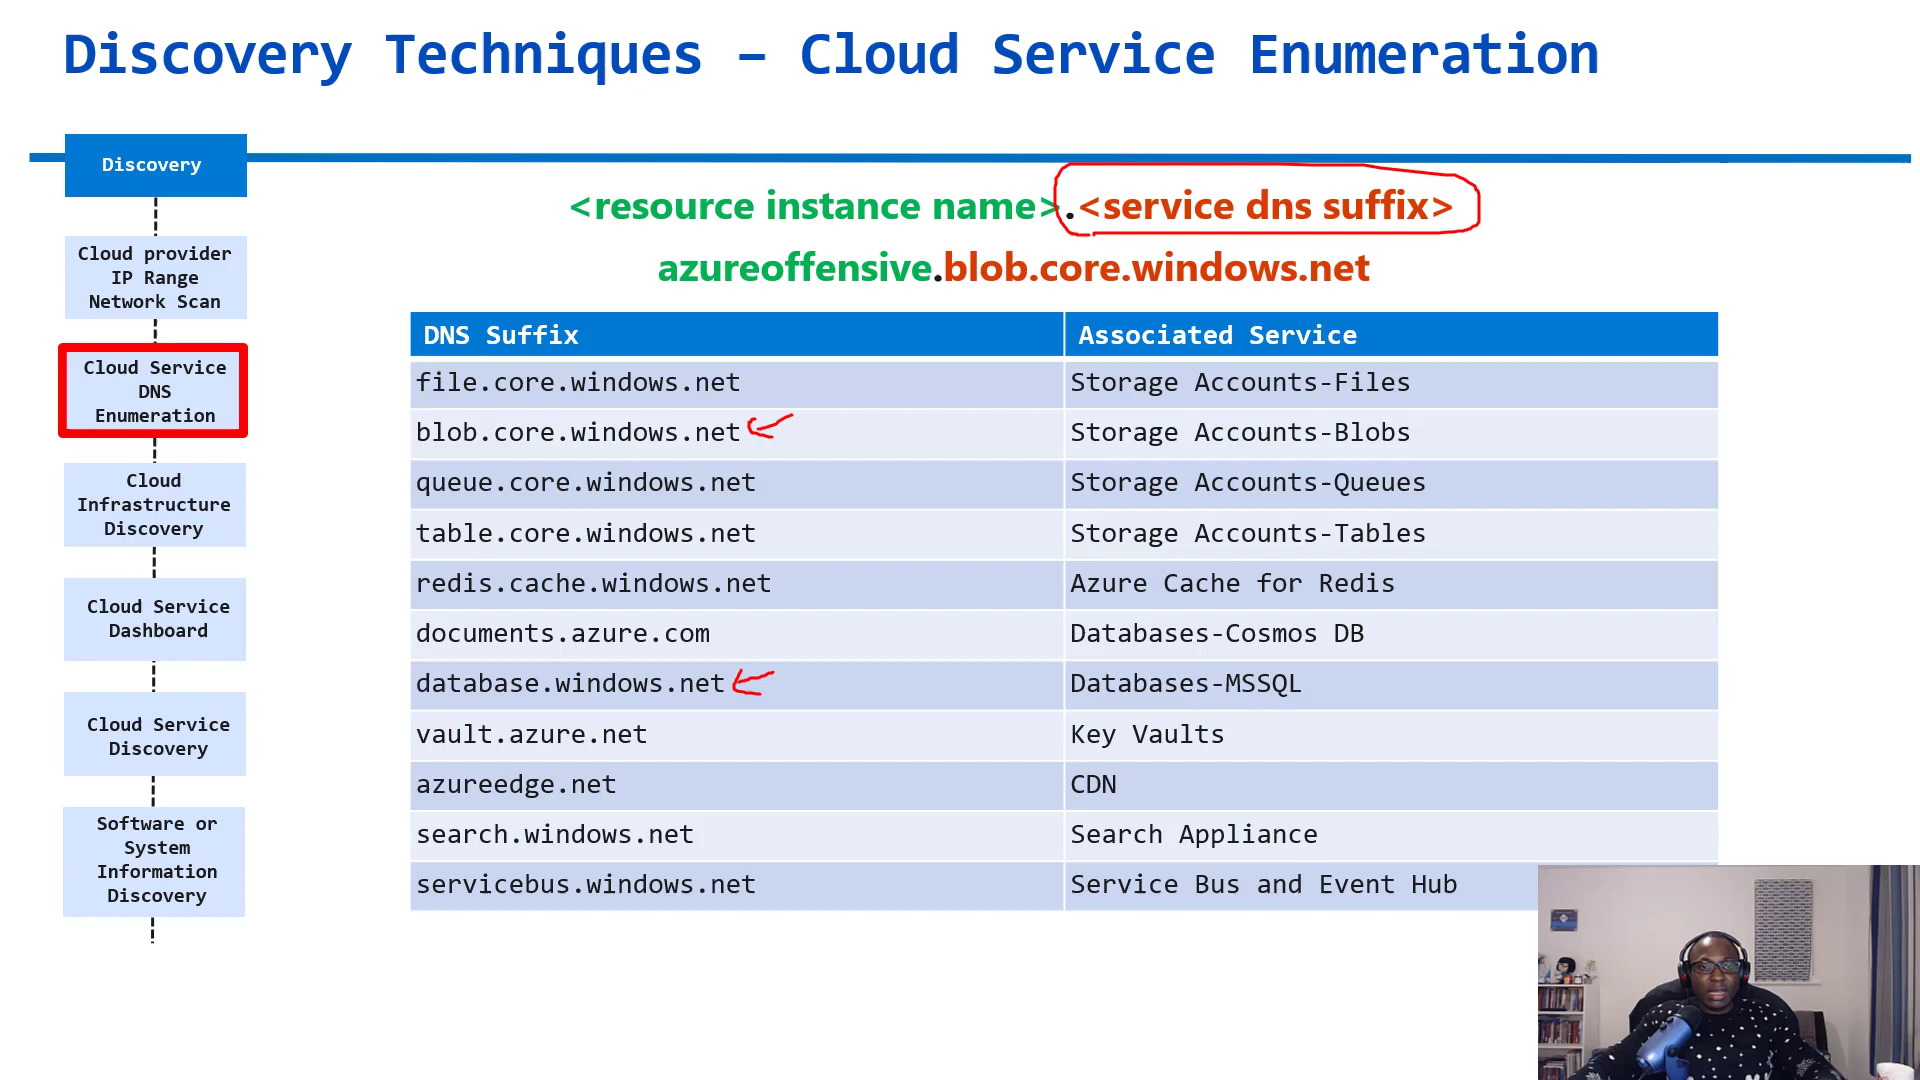 Discovery Techniques – Cloud Service Enumeration
Discovery
Cloud provider
IP Range
Network Scan
Cloud Service
DNS
Enumeration
Cloud
Infrastructure
Discovery
Cloud Service
Dashboard
Cloud Service
Discovery
Software or
System
Information
Discovery
<resource instance name>.<service dns suffix>
azureoffensive.blob.core.windows.net
DNS Suffix Associated Service
file.core.windows.net Storage Accounts-Files
blob.core.windows.net Storage Accounts-Blobs
queue.core.windows.net Storage Accounts-Queues
table.core.windows.net Storage Accounts-Tables
redis.cache.windows.net Azure Cache for Redis
documents.azure.com Databases-Cosmos DB
database.windows.net Databases-MSSQL
vault.azure.net Key Vaults
azureedge.net CDN
search.windows.net Search Appliance
servicebus.windows.net Service Bus and Event Hub